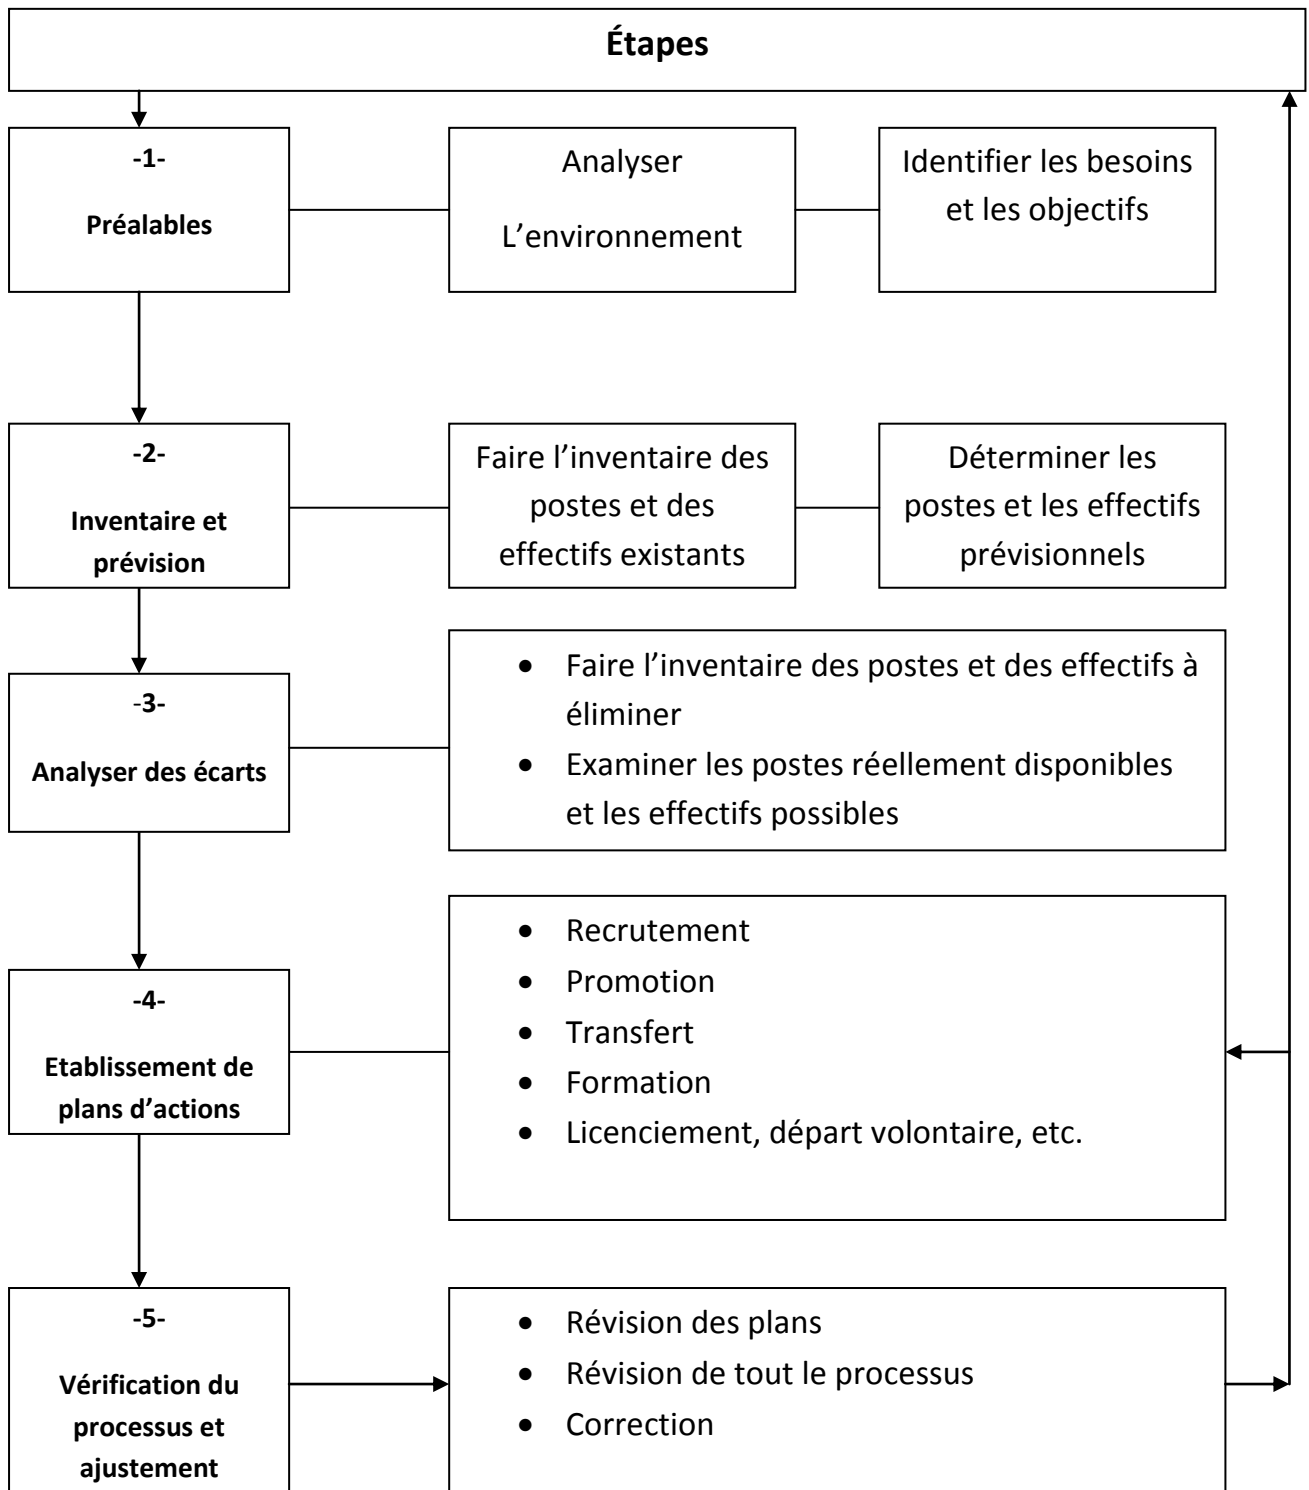 Étapes
-1-
Préalables
Analyser
L’environnement
Identifier les besoins
et les objectifs
-2-
Inventaire et
prévision
Faire l’inventaire des
postes et des
effectifs existants
Déterminer les
postes et les effectifs
prévisionnels
-3-
Analyser des écarts
• Faire l’inventaire des postes et des effectifs à
éliminer
• Examiner les postes réellement disponibles
et les effectifs possibles
-4-
Etablissement de
plans d’actions
• Recrutement
• Promotion
• Transfert
• Formation
• Licenciement, départ volontaire, etc.
-5-
Vérification du
processus et
ajustement
• Révision des plans
• Révision de tout le processus
• Correction